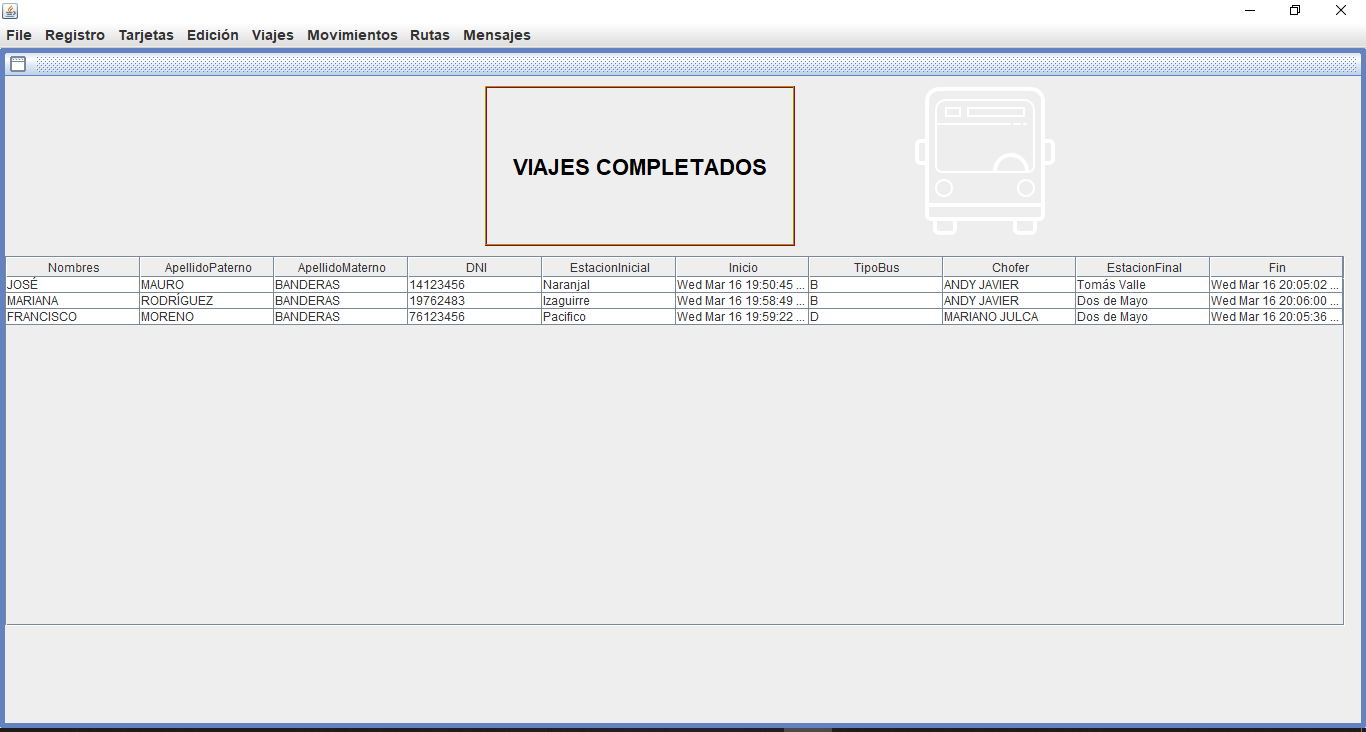 File Registro Tarjetas Edición Viajes Movimientos Rutas Mensajes
VIAJES COMPLETADOS
Nombres ApellidoPaterno ApellidoMaterno DNI EstacionInicial Inicio TipoBus Chofer EstacionFinal Fin
JOSÉ MAURO BANDERAS 14123456 Naranjal Wed Mar 16 19:50:45 ... B ANDY JAVIER Tomás Valle Wed Mar 16 20:05:02 ...
MARIANA RODRÍGUEZ BANDERAS 19762483 Izaguirre Wed Mar 16 19:58:49 ... B ANDY JAVIER Dos de Mayo Wed Mar 16 20:06:00 ...
FRANCISCO MORENO BANDERAS 76123456 Pacifico Wed Mar 16 19:59:22 ... D MARIANO JULCA Dos de Mayo Wed Mar 16 20:05:36 ...